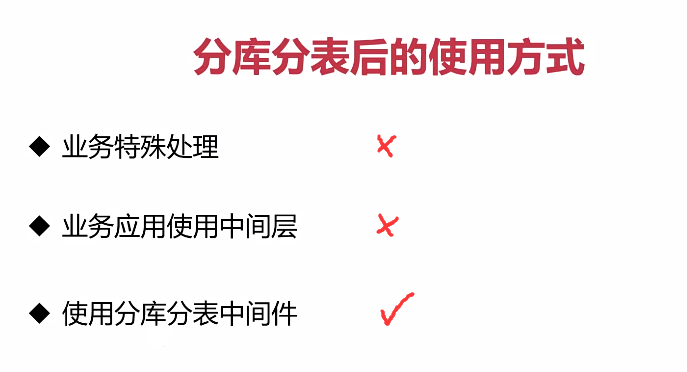 分库分表后的使用方式
◆ 业务特殊处理 ×
◆ 业务应用使用中间层 ×
◆ 使用分库分表中间件 ✓